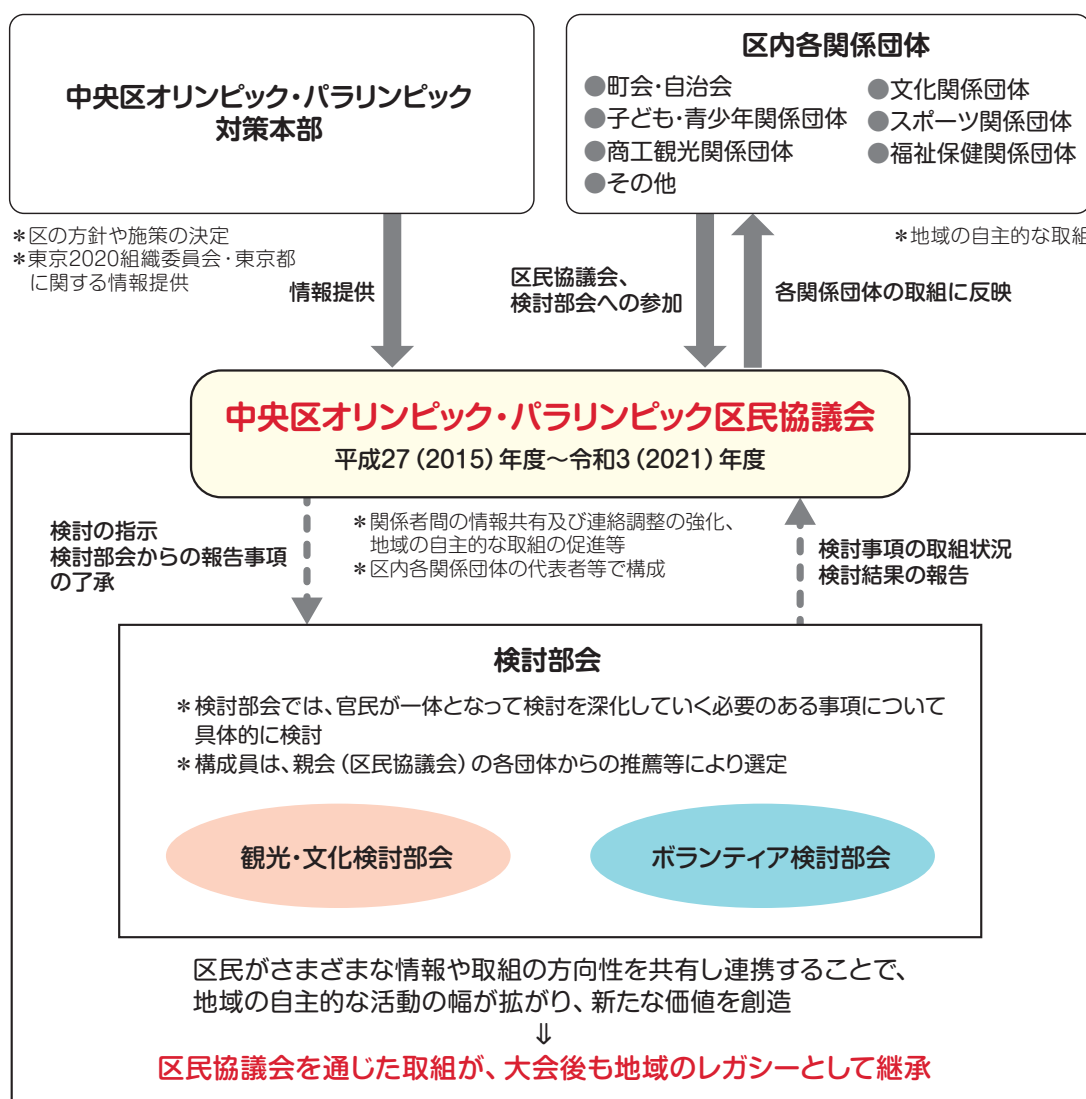 中央区オリンピック・パラリンピック
対策本部
区内各関係団体
●町会・自治会
●子ども・青少年関係団体
●商工観光関係団体
●その他
●文化関係団体
●スポーツ関係団体
●福祉保健関係団体
＊区の方針や施策の決定
＊東京2020組織委員会・東京都
に関する情報提供
情報提供
区民協議会、
検討部会への参加
＊地域の自主的な取組
各関係団体の取組に反映
中央区オリンピック・パラリンピック区民協議会
平成27（2015）年度～令和3（2021）年度
検討の指示
検討部会からの報告事項
の了承
＊関係者間の情報共有及び連絡調整の強化、
地域の自主的な取組の促進等
＊区内各関係団体の代表者等で構成
検討事項の取組状況
検討結果の報告
検討部会
＊検討部会では、官民が一体となって検討を深化していく必要のある事項について
具体的に検討
＊構成員は、親会（区民協議会）の各団体からの推薦等により選定
観光・文化検討部会
ボランティア検討部会
区民がさまざまな情報や取組の方向性を共有し連携することで、
地域の自主的な活動の幅が拡がり、新たな価値を創造
⇓
区民協議会を通じた取組が、大会後も地域のレガシーとして継承